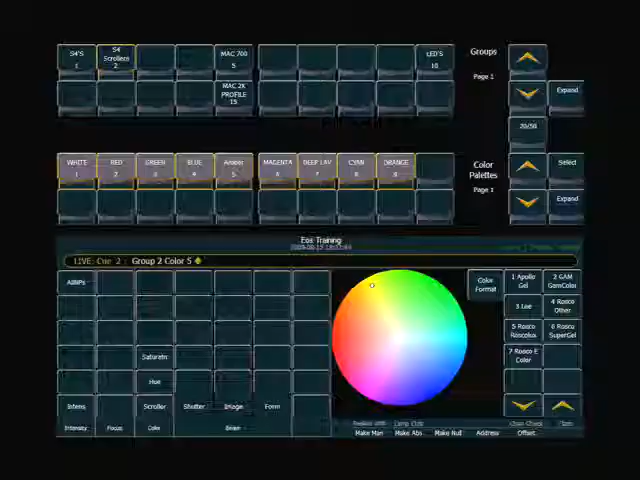 S4'S
1
S4
Scrollers
2
MAC 700
5
LED'S
10
Groups
Page 1
MAC 2K
PROFILE
15
Expand
20/50
WHITE
1
RED
2
GREEN
3
BLUE
4
Amber
5
MAGENTA
6
DEEP LAV
7
CYAN
8
ORANGE
9
Color
Palettes
Page 1
Select
Expand
Eos Training
LIVE: Cue 2 : Group 2 Color 5
AllNPs
Saturatn
Hue
Intens
Scroller
Shutter
Image
Form
Intensity
Focus
Color
Beam
Color
Format
1 Apollo
Gel
2 GAM
GamColor
3 Lee
4 Rosco
Other
5 Rosco
Roscolux
6 Rosco
SuperGel
7 Rosco E
Color
Make Man
Make Abs
Make Null
Address
Offset